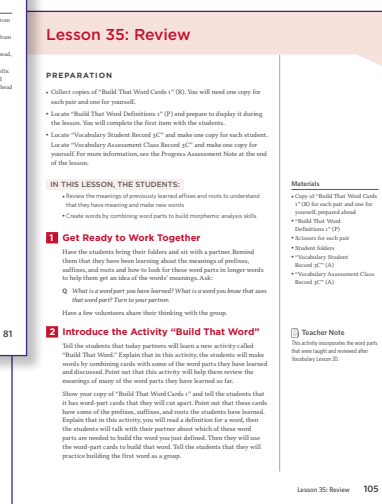 rom
from
ead,
efix
d
head
81
Lesson 35: Review
PREPARATION
• Collect copies of "Build That Word Cards 1" (R). You will need one copy for
each pair and one for yourself.
• Locate "Build That Word Definitions 1" (P) and prepare to display it during
the lesson. You will complete the first item with the students.
• Locate "Vocabulary Student Record 3C" and make one copy for each student.
Locate "Vocabulary Assessment Class Record 3C" and make one copy for
yourself. For more information, see the Progress Assessment Note at the end
of the lesson.
IN THIS LESSON, THE STUDENTS:
• Review the meanings of previously learned affixes and roots to understand
that they have meaning and make new words
• Create words by combining word parts to build morphemic analysis skills
1 Get Ready to Work Together
Have the students bring their folders and sit with a partner. Remind
them that they have been learning about the meanings of prefixes,
suffixes, and roots and how to look for these word parts in longer words
to help them get an idea of the words' meanings. Ask:
Q What is a word part you have learned? What is a word you know that uses
that word part? Turn to your partner.
Have a few volunteers share their thinking with the group.
2 Introduce the Activity "Build That Word"
Tell the students that today partners will learn a new activity called
"Build That Word." Explain that in this activity, the students will make
words by combining cards with some of the word parts they have learned
and discussed. Point out that this activity will help them review the
meanings of many of the word parts they have learned so far.
Show your copy of "Build That Word Cards 1" and tell the students that
it has word-part cards that they will cut apart. Point out that these cards
have some of the prefixes, suffixes, and roots the students have learned.
Explain that in this activity, you will read a definition for a word, then
the students will talk with their partner about which of these word
parts are needed to build the word you just defined. Then they will use
the word-part cards to build that word. Tell the students that they will
practice building the first word as a group.
Materials
• Copy of "Build That Word Cards
1" (R) for each pair and one for
yourself, prepared ahead
• "Build That Word
Definitions 1" (P)
• Scissors for each pair
• Student folders
• "Vocabulary Student
Record 3C" (A)
• "Vocabulary Assessment Class
Record 3C" (A)
Teacher Note
This activity incorporates the word parts
that were taught and reviewed after
Vocabulary Lesson 20.
Lesson 35: Review 105